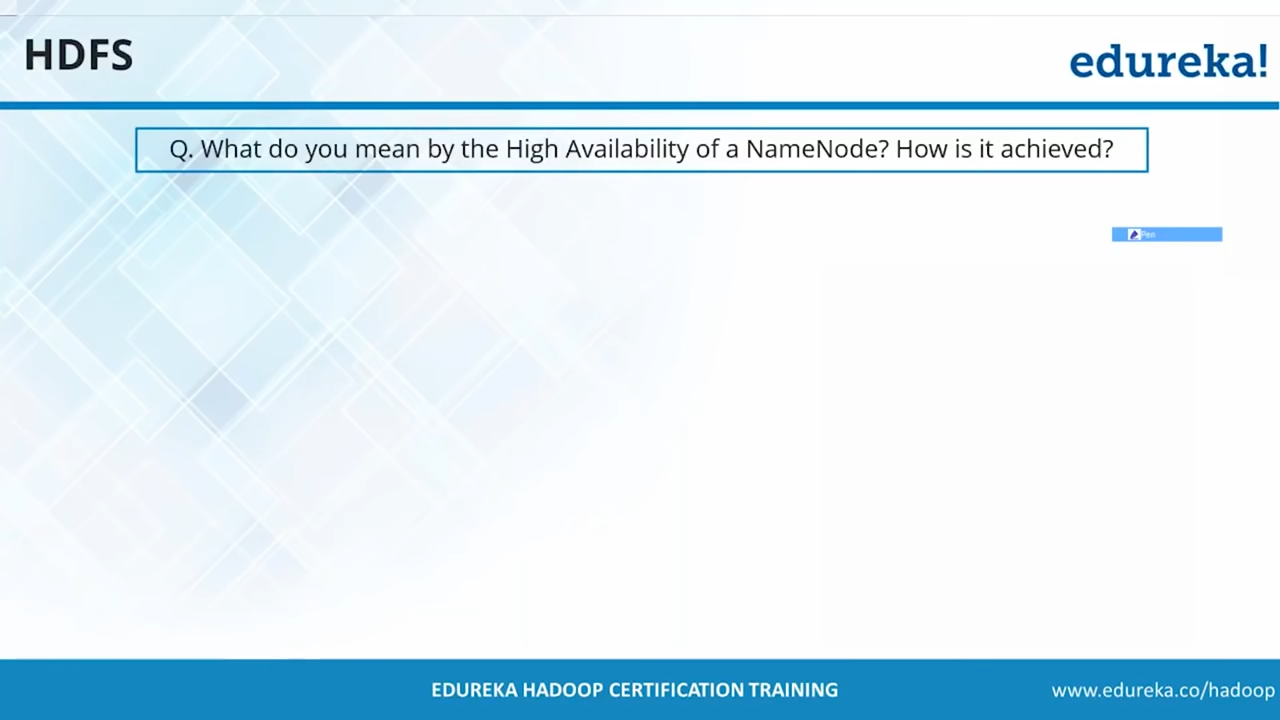 HDFS
edureka!
Q. What do you mean by the High Availability of a NameNode? How is it achieved?
Pen
EDUREKA HADOOP CERTIFICATION TRAINING
www.edureka.co/hadoop